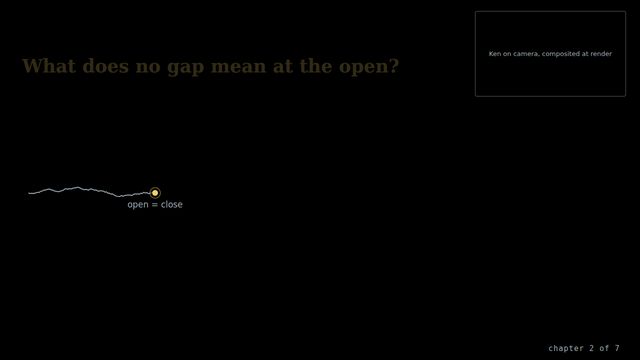 Ken on camera, composited at render
What does no gap mean at the open?
open = close
chapter 2 of 7